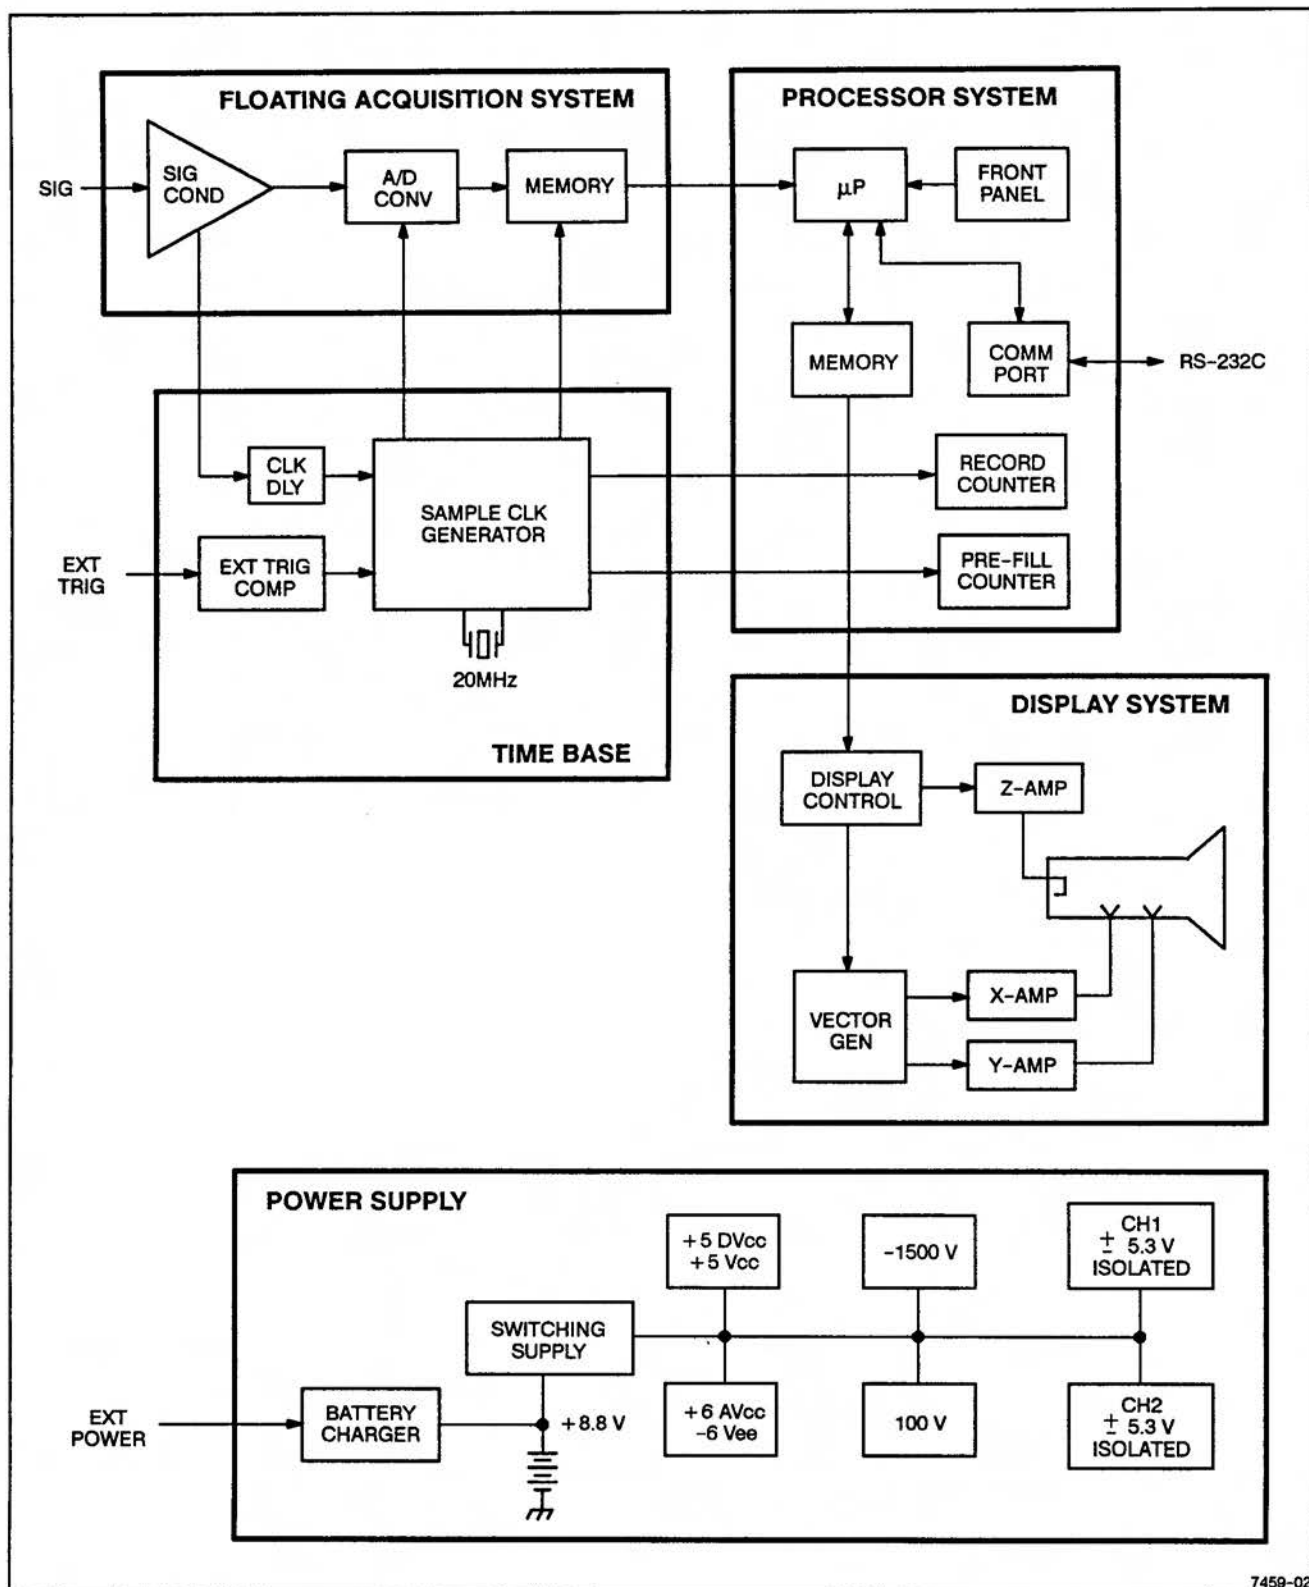 FLOATING ACQUISITION SYSTEM
SIG
SIG
COND
A/D
CONV
MEMORY
PROCESSOR SYSTEM
μP
FRONT
PANEL
MEMORY
COMM
PORT
RS-232C
RECORD
COUNTER
PRE-FILL
COUNTER
CLK
DLY
SAMPLE CLK
GENERATOR
EXT
TRIG
EXT TRIG
COMP
20MHz
TIME BASE
DISPLAY SYSTEM
DISPLAY
CONTROL
Z-AMP
VECTOR
GEN
X-AMP
Y-AMP
POWER SUPPLY
+5 DVcc
+5 Vcc
-1500 V
CH1
± 5.3 V
ISOLATED
SWITCHING
SUPPLY
EXT
POWER
BATTERY
CHARGER
+8.8 V
+6 AVcc
-6 Vee
100 V
CH2
± 5.3 V
ISOLATED
7459-02